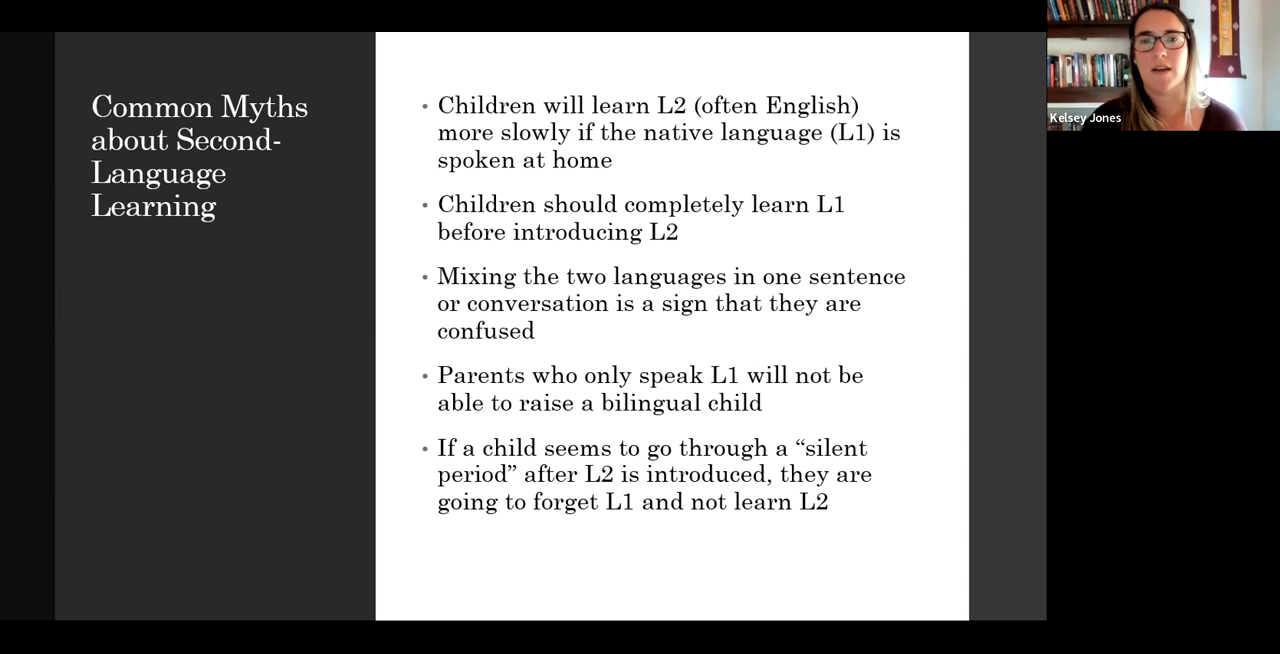 Common Myths
about Second-
Language
Learning
• Children will learn L2 (often English)
more slowly if the native language (L1) is
spoken at home
• Children should completely learn L1
before introducing L2
• Mixing the two languages in one sentence
or conversation is a sign that they are
confused
• Parents who only speak L1 will not be
able to raise a bilingual child
• If a child seems to go through a “silent
period” after L2 is introduced, they are
going to forget L1 and not learn L2
Kelsey Jones